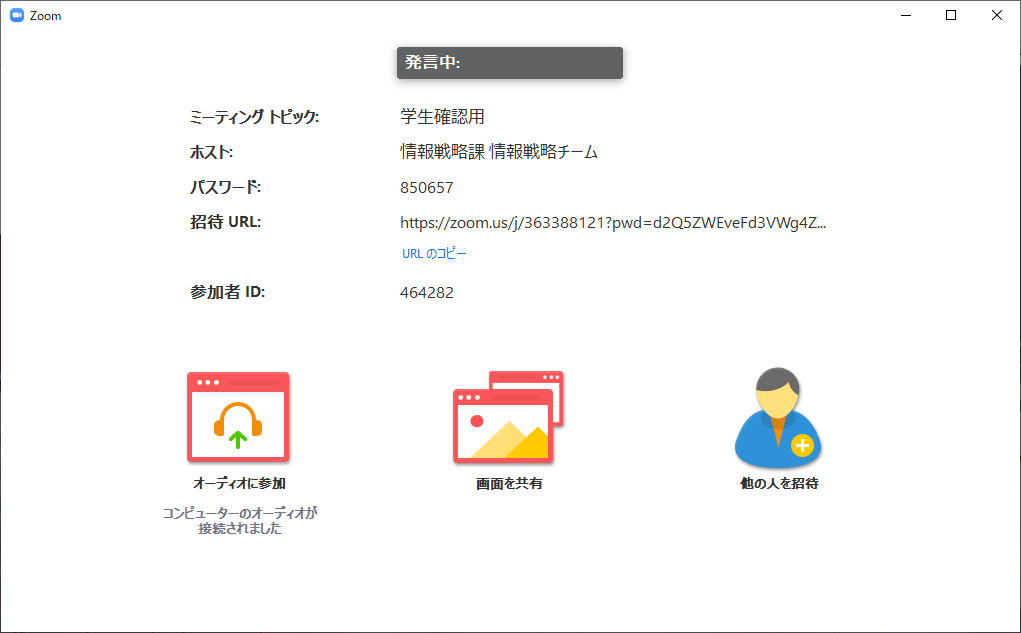 Zoom
発言中:
ミーティング トピック: 学生確認用
ホスト: 情報戦略課 情報戦略チーム
パスワード: 850657
招待 URL: https://zoom.us/j/363388121?pwd=d2Q5ZWEveFd3VWg4Z...
URL のコピー
参加者 ID: 464282
オーディオに参加
画面を共有
他の人を招待
コンピューターのオーディオが
接続されました